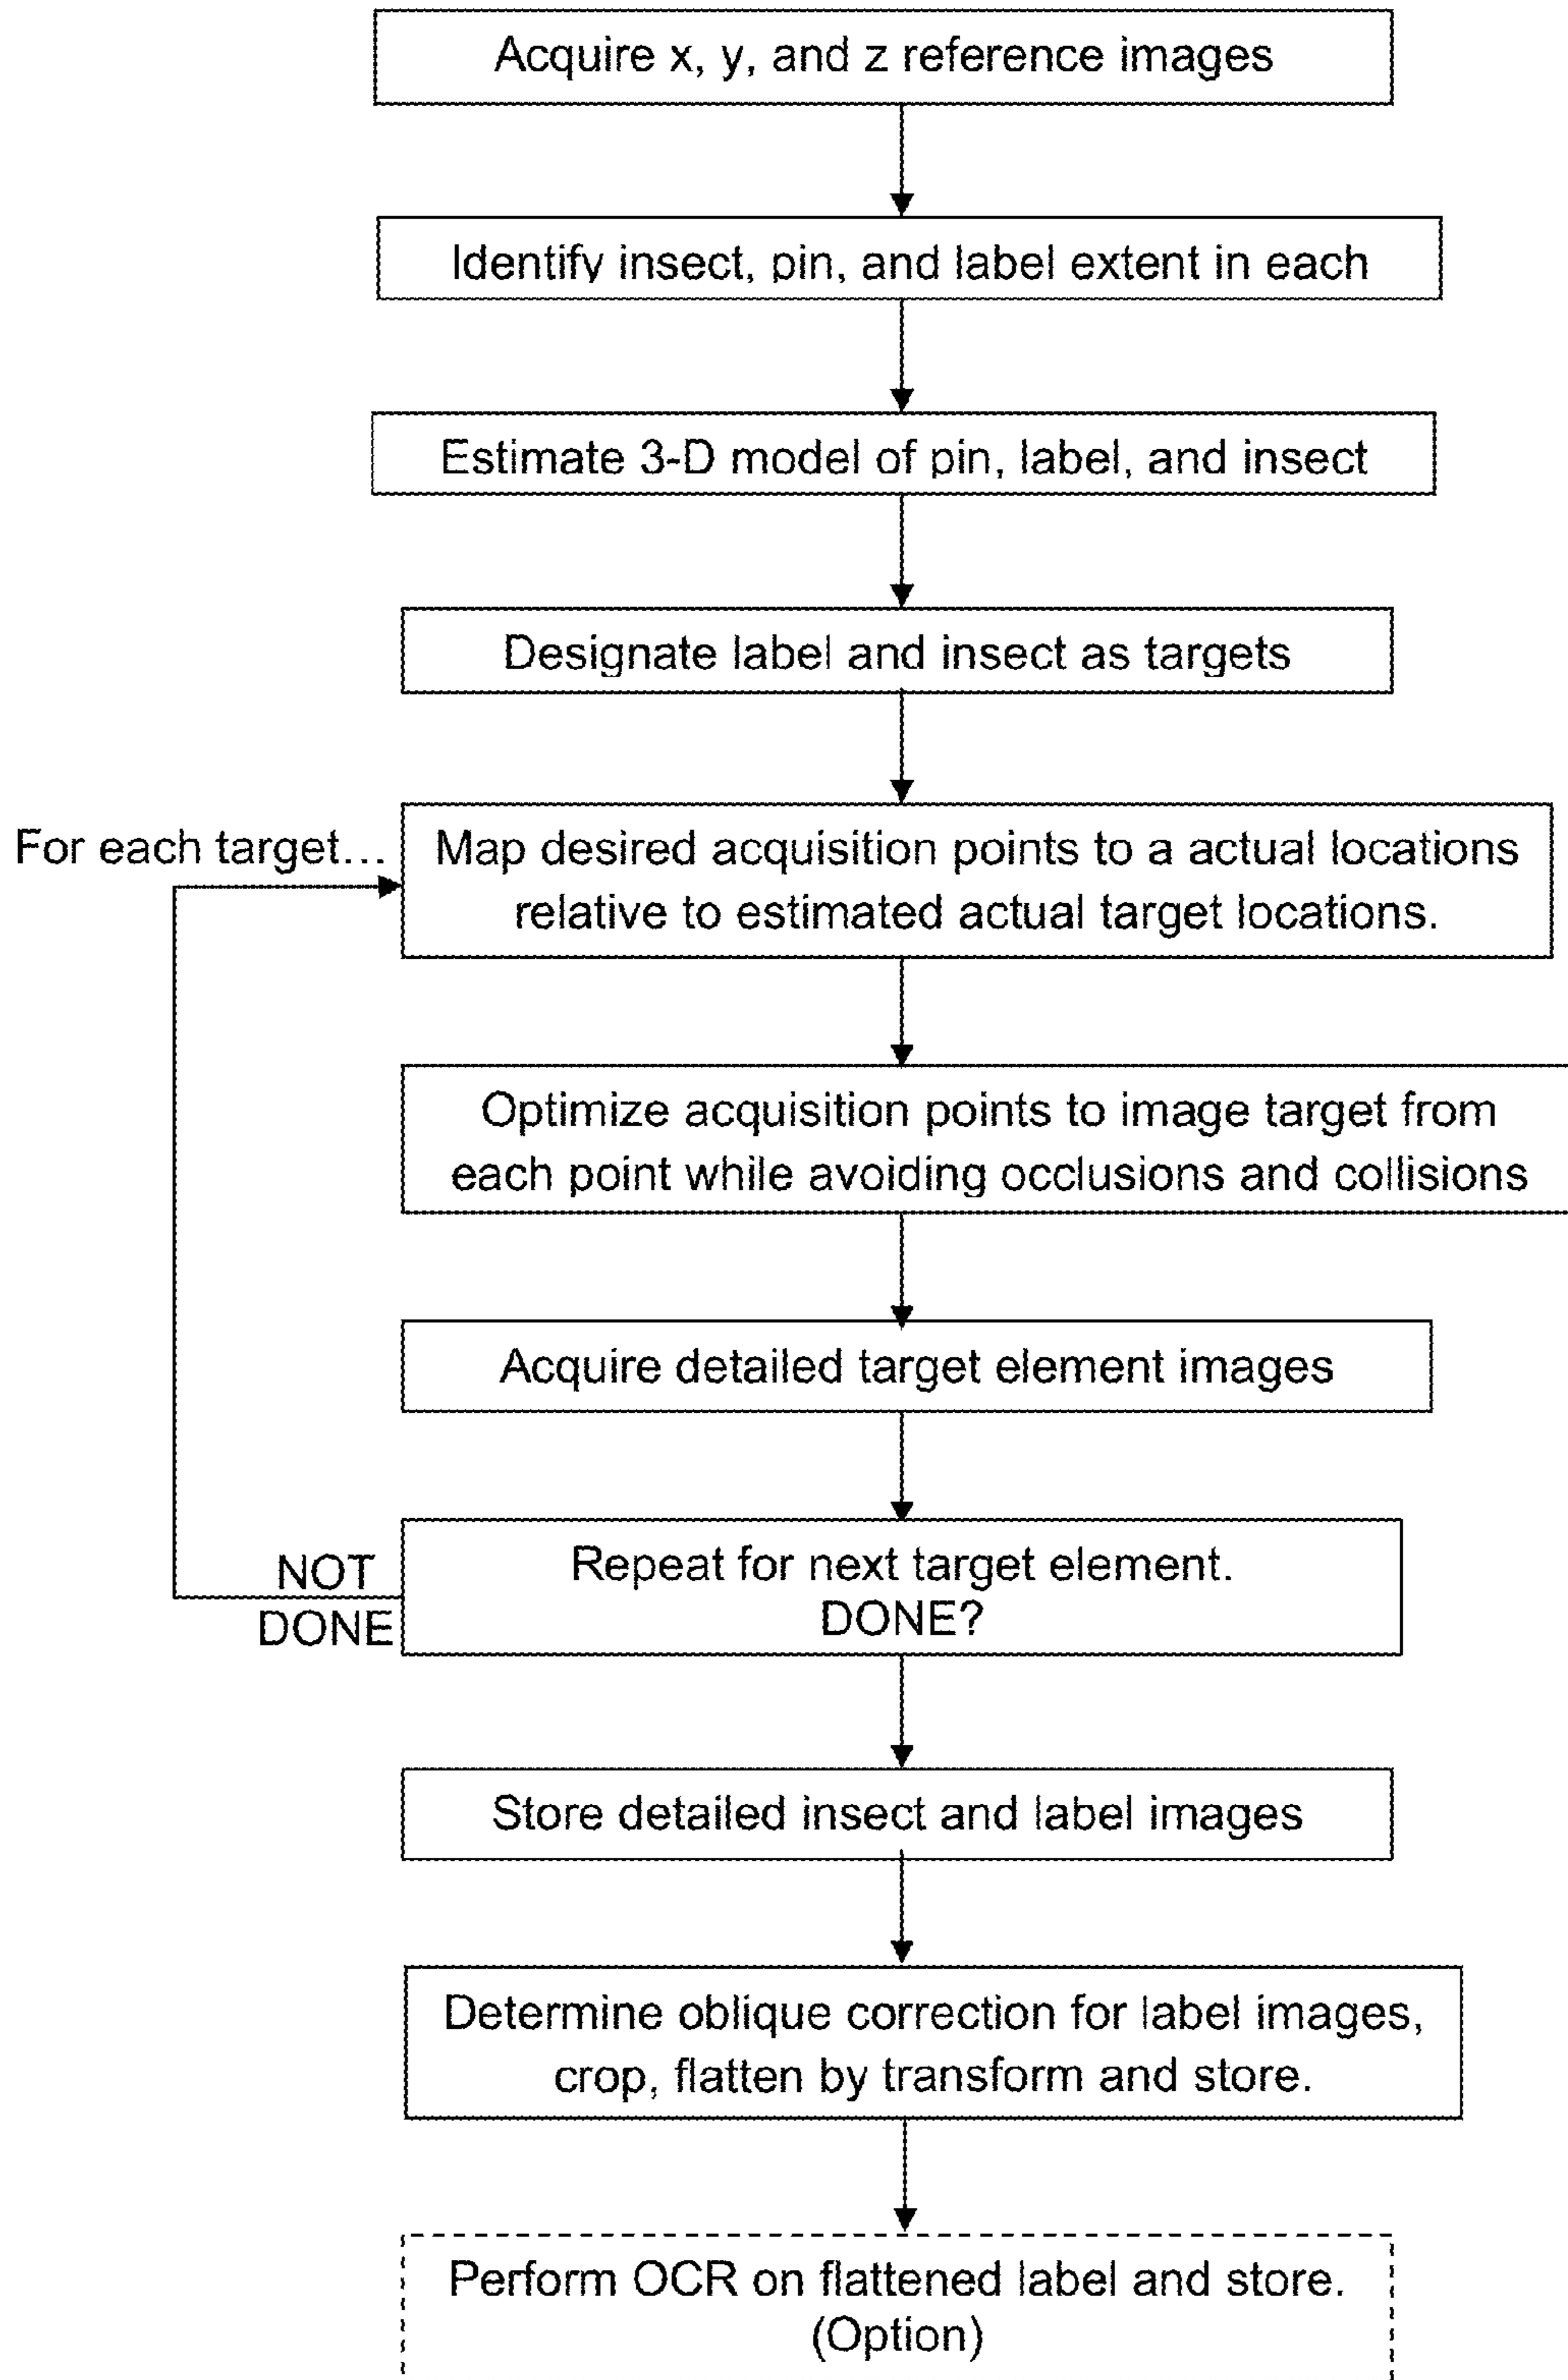 Acquire x, y, and z reference images
Identify insect, pin, and label extent in each
Estimate 3-D model of pin, label, and insect
Designate label and insect as targets
For each target...
Map desired acquisition points to a actual locations
relative to estimated actual target locations.
Optimize acquisition points to image target from
each point while avoiding occlusions and collisions
Acquire detailed target element images
Repeat for next target element.
DONE?
NOT
DONE
Store detailed insect and label images
Determine oblique correction for label images,
crop, flatten by transform and store.
Perform OCR on flattened label and store.
(Option)